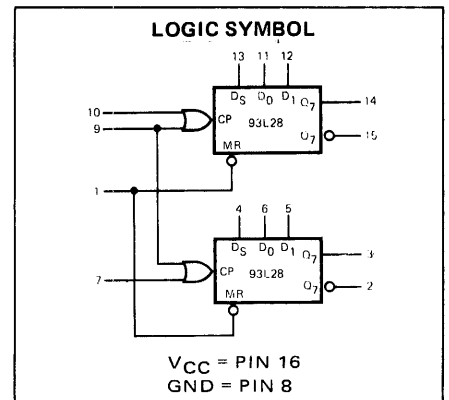 LOGIC SYMBOL
13 11 12
DS D0 D1 Q7 14
10
9
CP 93L28
Q7 15
MR
1
4 6 5
DS D0 D1 Q7 3
CP 93L28
7
Q7 2
MR
VCC = PIN 16
GND = PIN 8